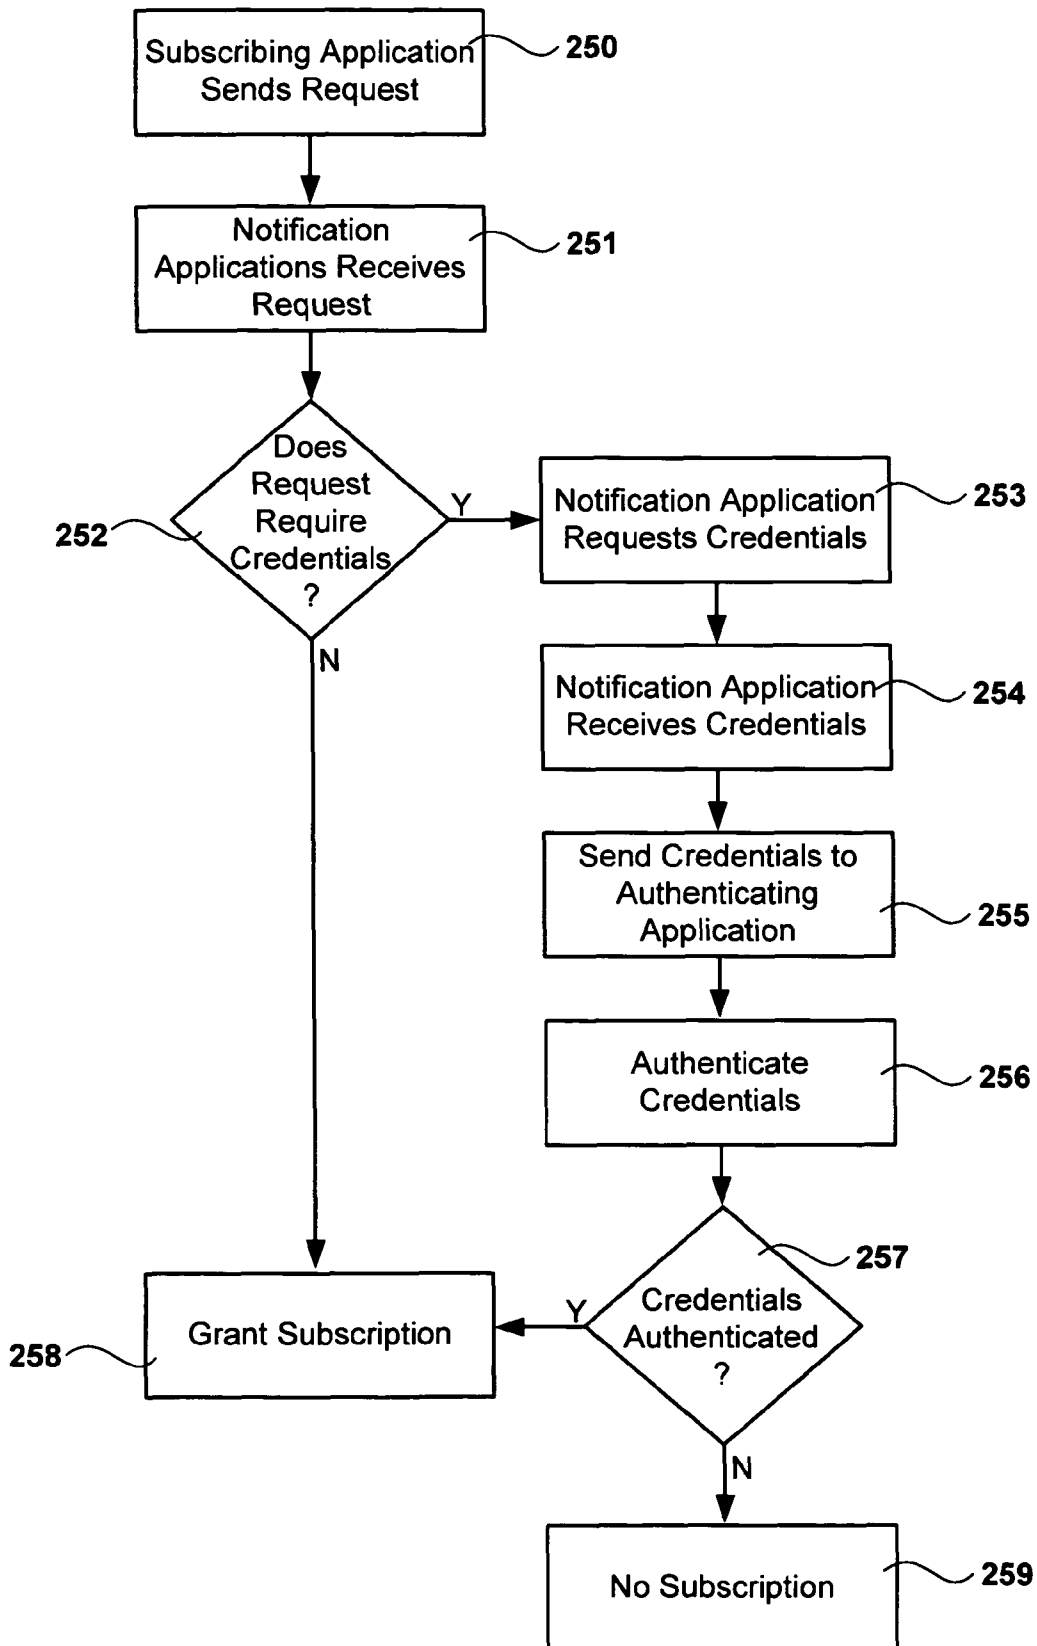 Subscribing Application
Sends Request
250
Notification
Applications Receives
Request
251
Does
Request
Require
Credentials
?
252
Y
N
Notification Application
Requests Credentials
253
Notification Application
Receives Credentials
254
Send Credentials to
Authenticating
Application
255
Authenticate
Credentials
256
Credentials
Authenticated
?
257
Y
N
Grant Subscription
258
No Subscription
259